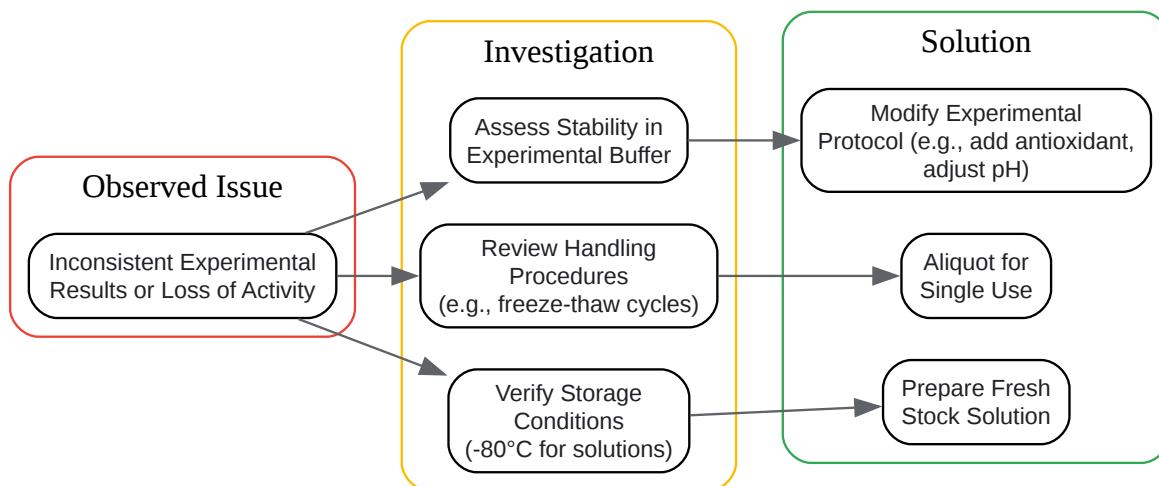 Observed Issue
Inconsistent Experimental
Results or Loss of Activity
Investigation
Assess Stability in
Experimental Buffer
Review Handling
Procedures
(e.g., freeze-thaw cycles)
Verify Storage
Conditions
(-80°C for solutions)
Solution
Modify Experimental
Protocol (e.g., add antioxidant,
adjust pH)
Aliquot for
Single Use
Prepare Fresh
Stock Solution